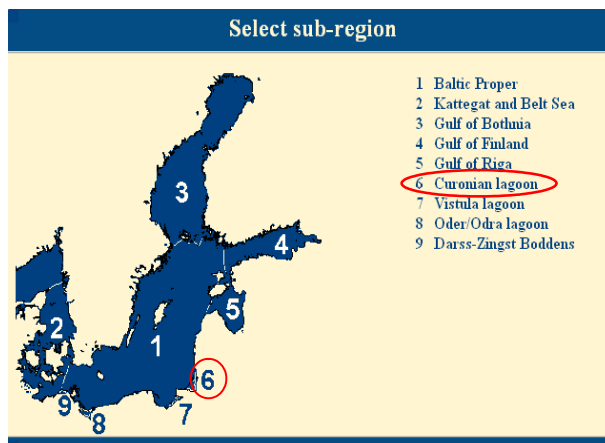 Select sub-region
1 Baltic Proper
2 Kattegat and Belt Sea
3 Gulf of Bothnia
4 Gulf of Finland
5 Gulf of Riga
6 Curonian lagoon
7 Vistula lagoon
8 Oder/Odra lagoon
9 Darss-Zingst Boddens
3
4
5
2
1
6
9
8
7